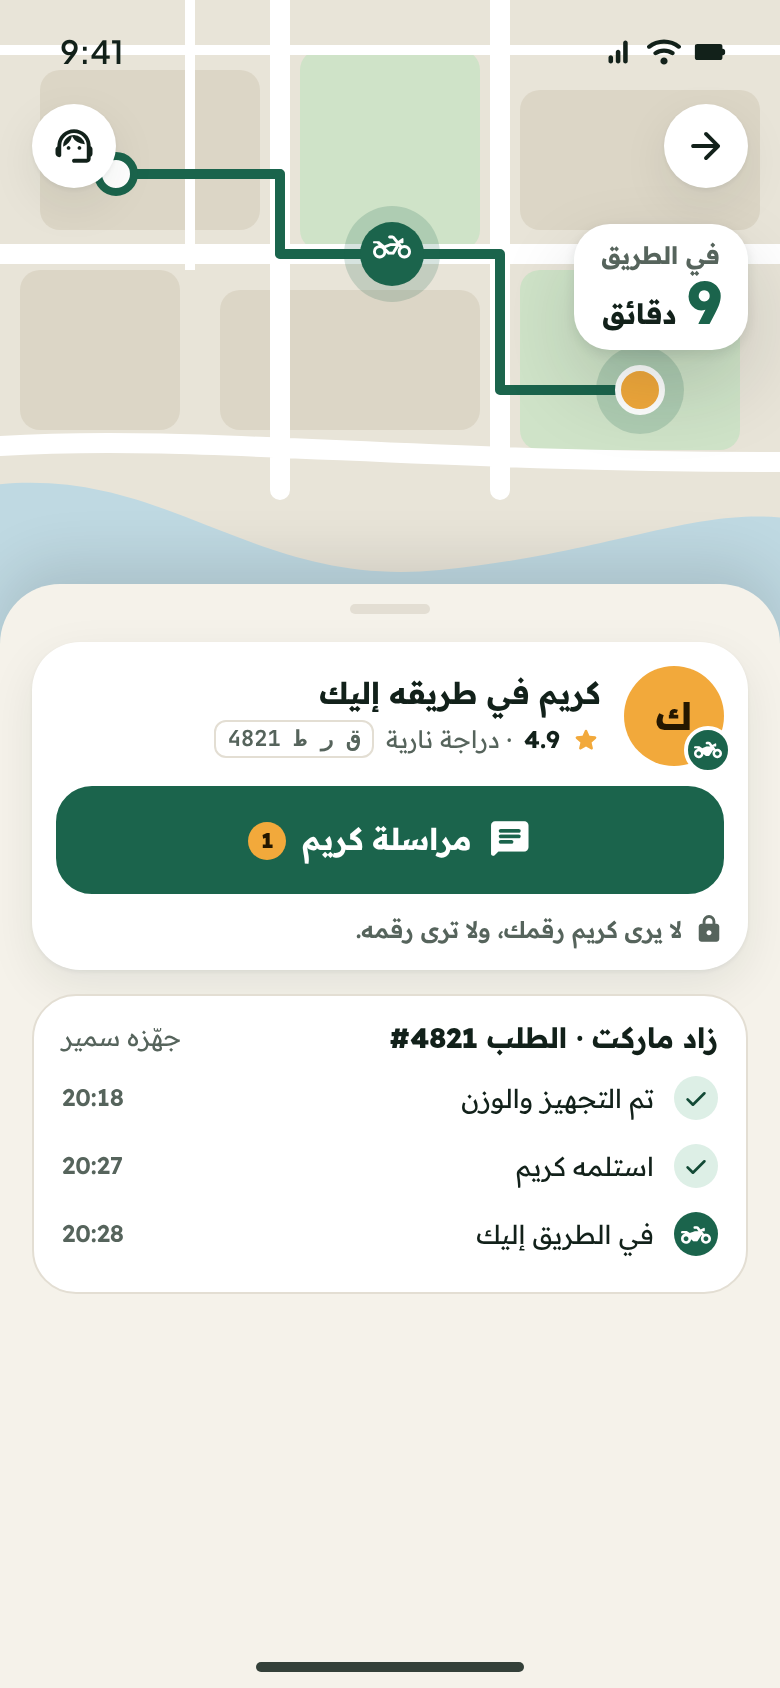 9:41
في الطريق
9 دقائق
ك
كريم في طريقه إليك
4.9 · دراجة نارية ق ر ط 4821
مراسلة كريم 1
لا يرى كريم رقمك، ولا ترى رقمه.
زاد ماركت · الطلب #4821 جهّزه سمير
تم التجهيز والوزن 20:18
استلمه كريم 20:27
في الطريق إليك 20:28